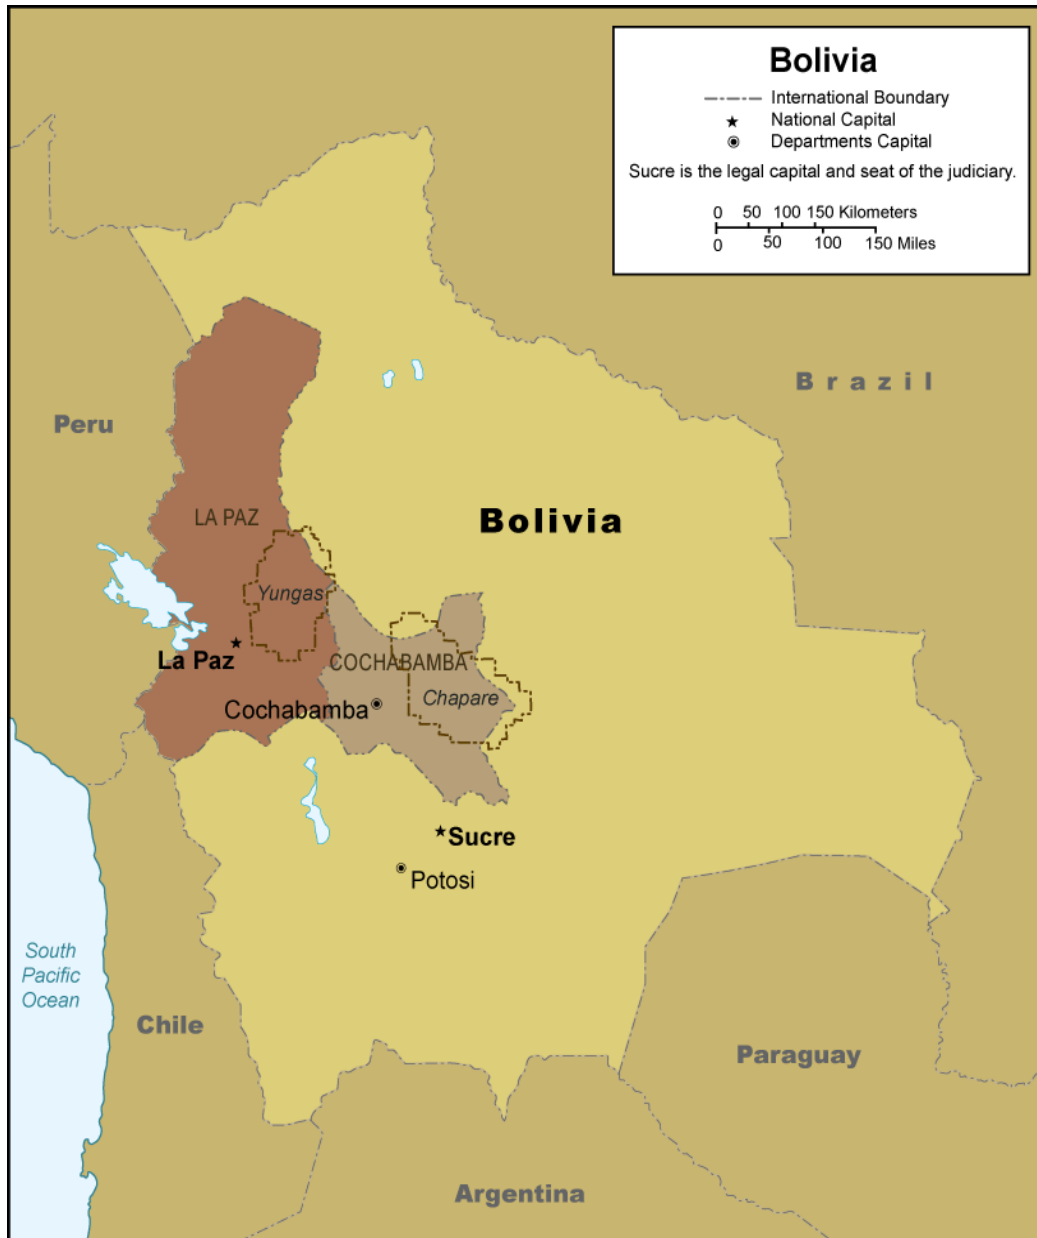 Bolivia
International Boundary
National Capital
Departments Capital
Sucre is the legal capital and seat of the judiciary.
0 50 100 150 Kilometers
0 50 100 150 Miles
Brazil
Peru
Bolivia
LA PAZ
Yungas
La Paz
COCHABAMBA
Chapare
Cochabamba
Sucre
Potosi
South
Pacific
Ocean
Chile
Paraguay
Argentina